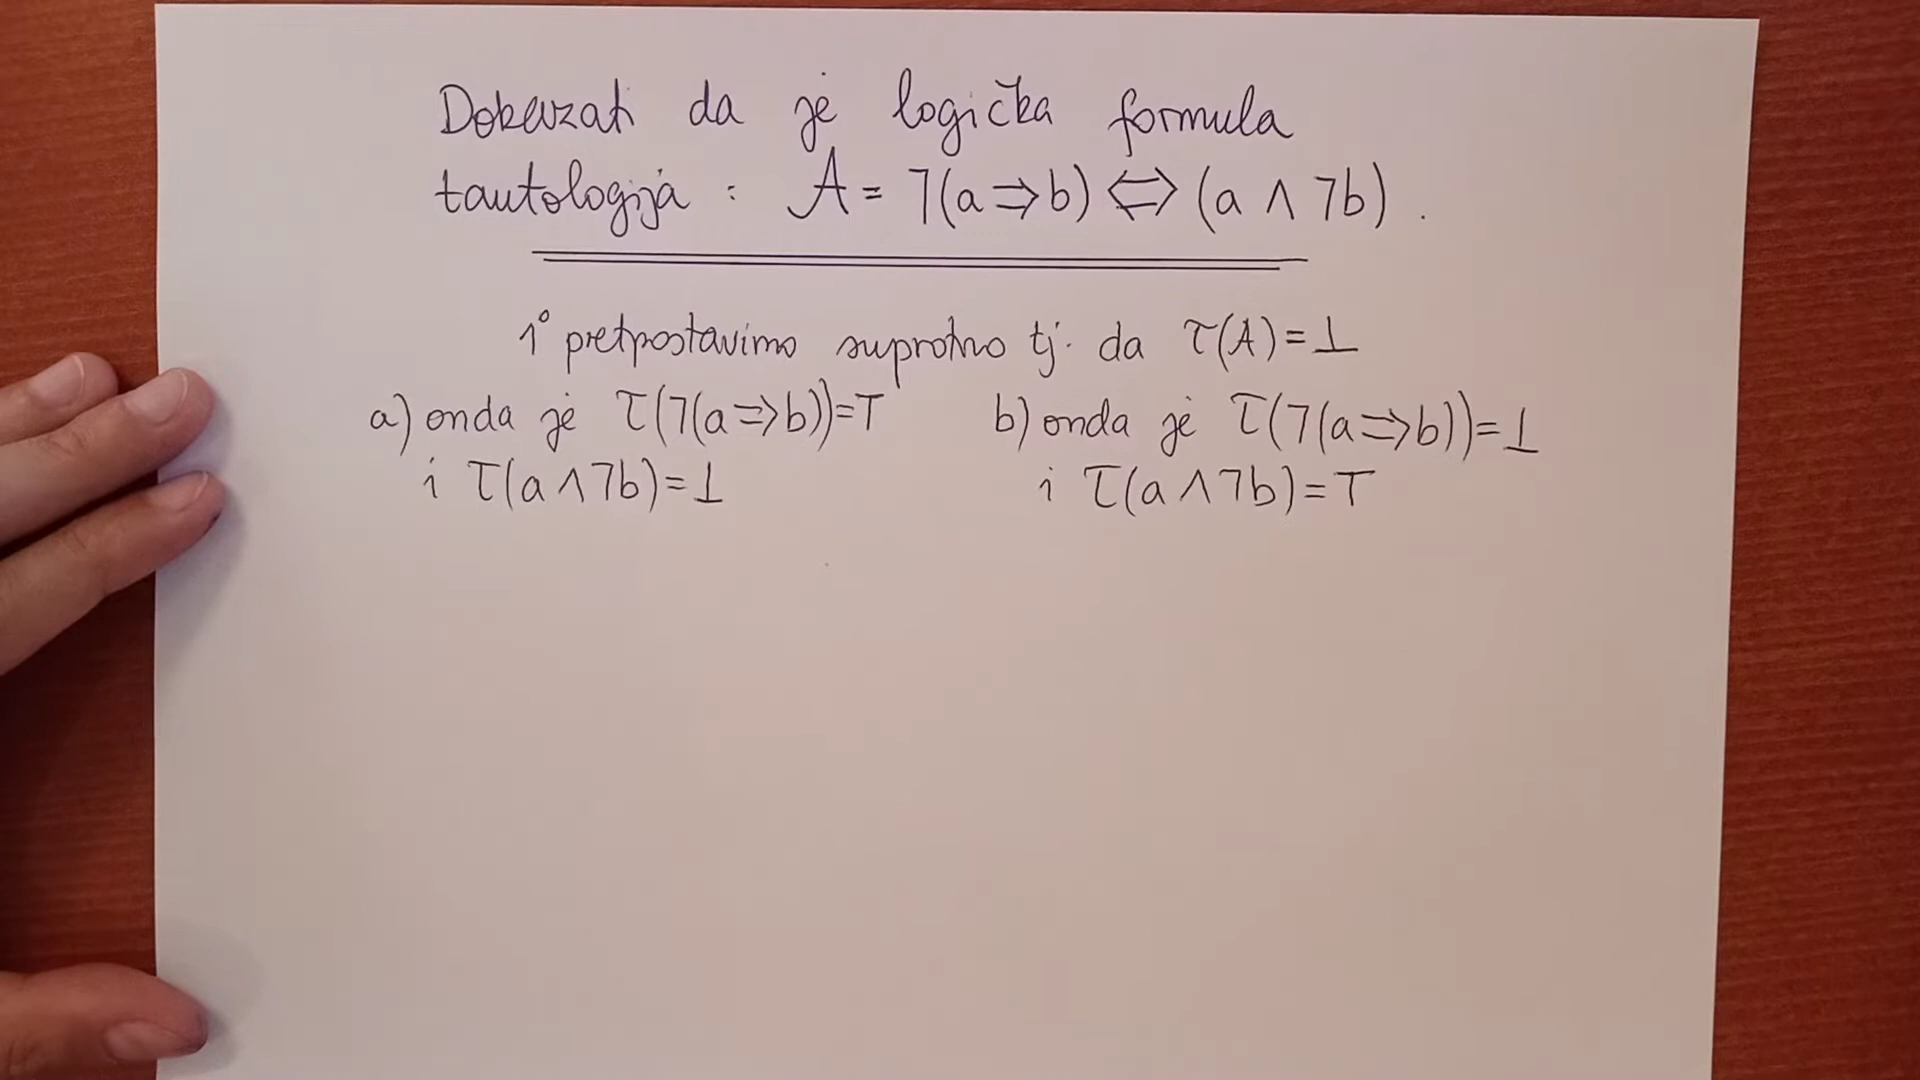 Dokazati da je logička formula
tautologija : A = ¬(a ⇒ b) ⇔ (a ∧ ¬b) .
1° pretpostavimo suprotno tj. da τ(A)=⊥
a) onda je τ(¬(a⇒b))=T
i τ(a∧¬b)=⊥
b) onda je τ(¬(a⇒b))=⊥
i τ(a∧¬b)=T